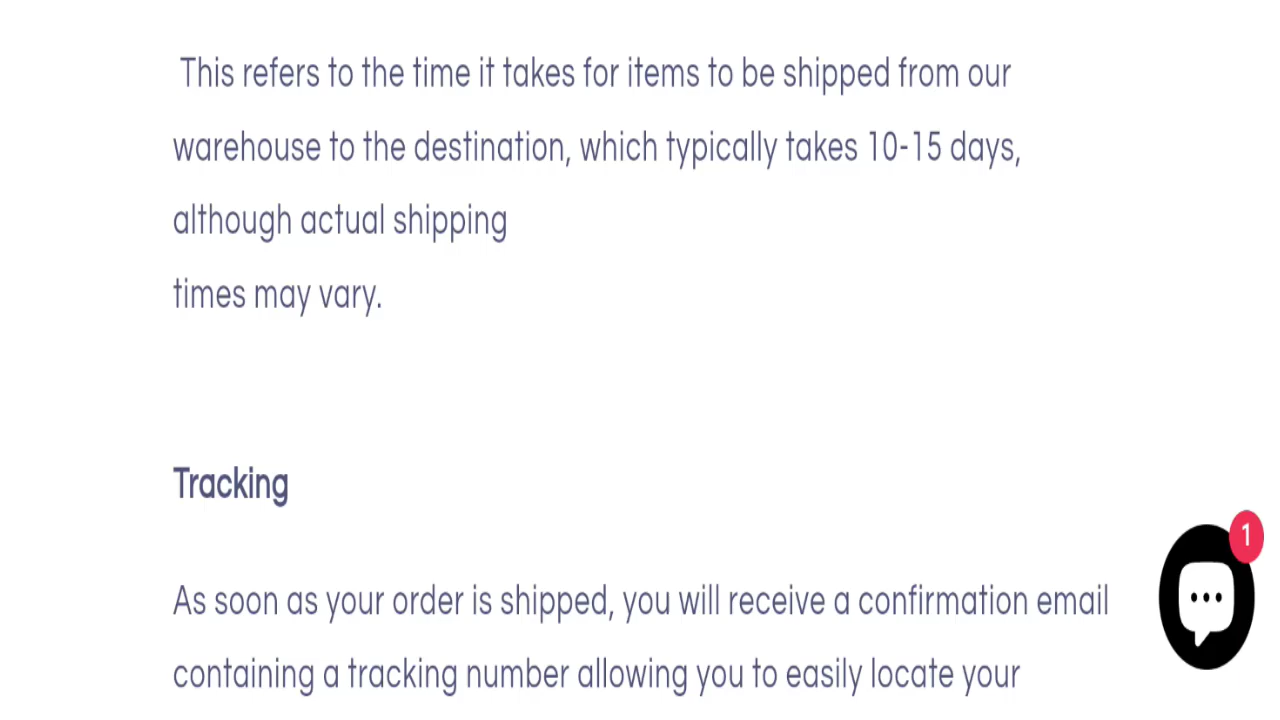 This refers to the time it takes for items to be shipped from our
warehouse to the destination, which typically takes 10-15 days,
although actual shipping
times may vary.
Tracking
1
As soon as your order is shipped, you will receive a confirmation email
containing a tracking number allowing you to easily locate your